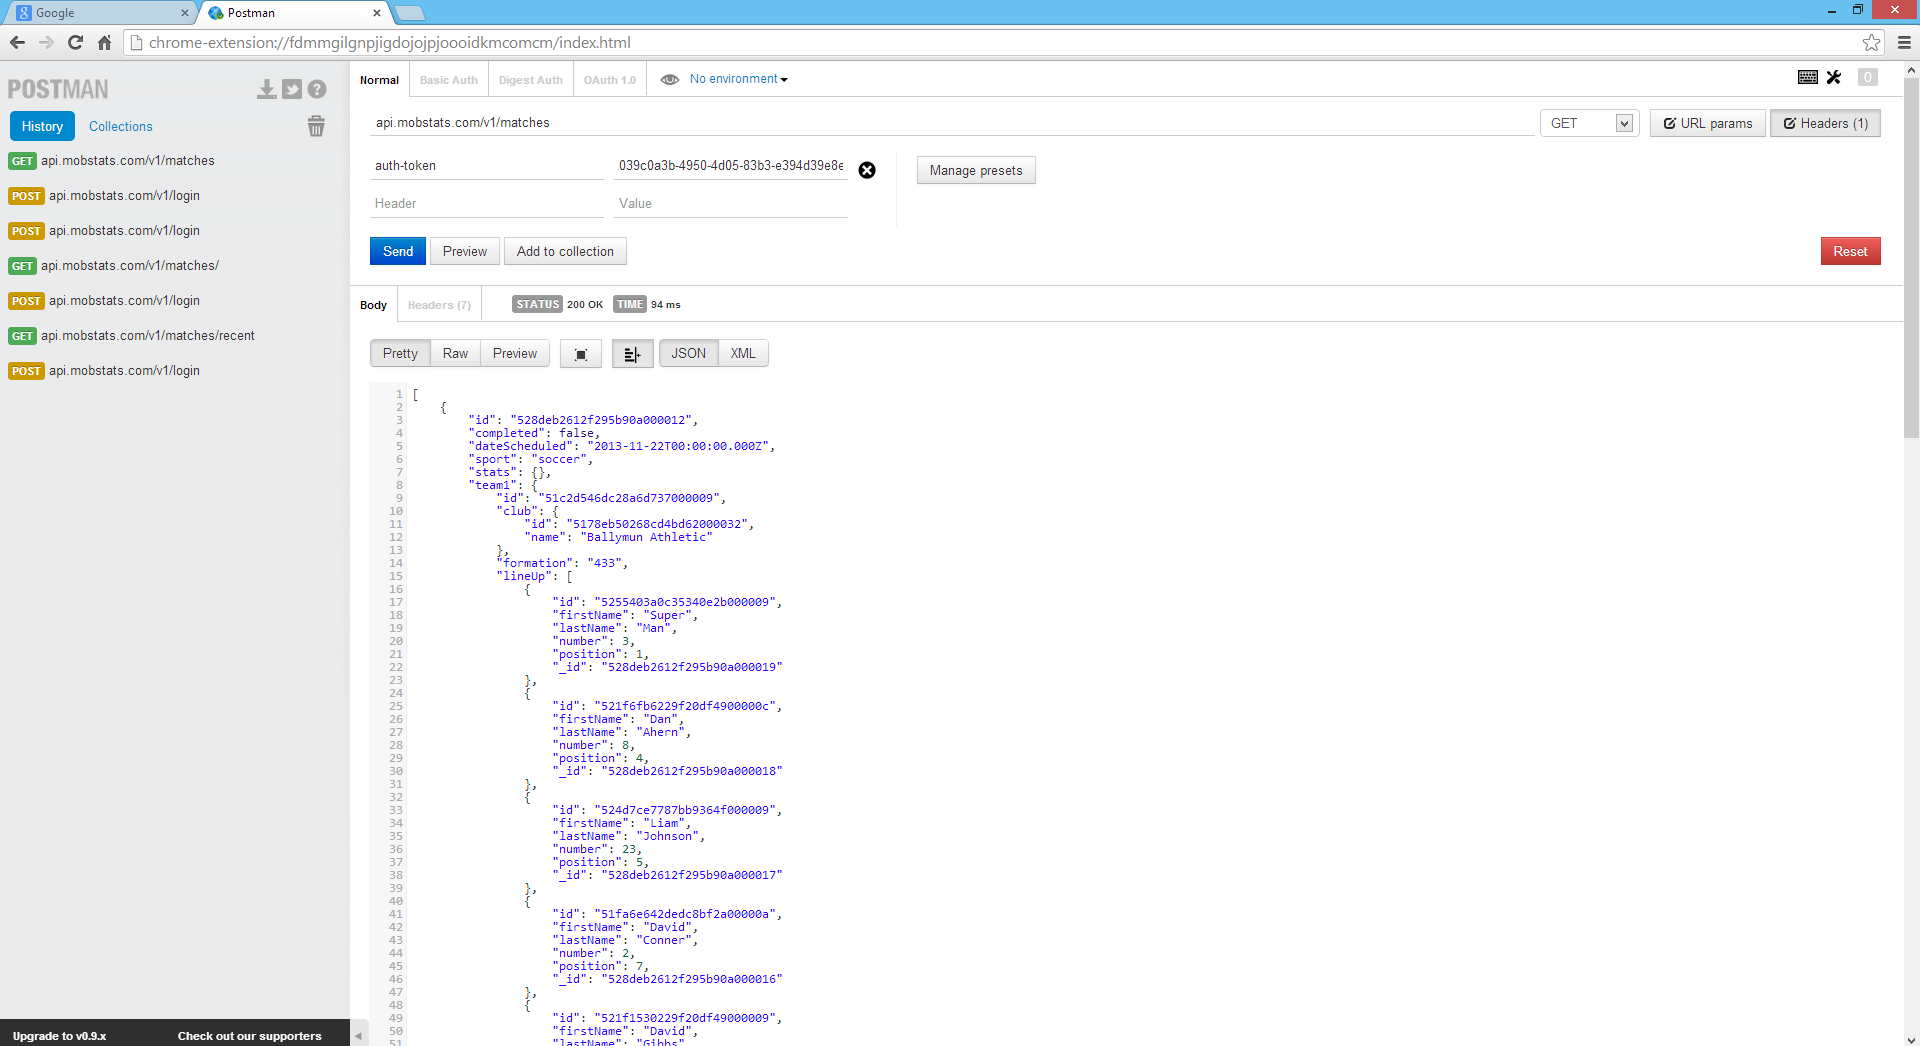 Google
Postman
chrome-extension://fdmmgilgnpjigdojojpjoooidkmcomcm/index.html
POSTMAN
History Collections
GET api.mobstats.com/v1/matches
POST api.mobstats.com/v1/login
POST api.mobstats.com/v1/login
GET api.mobstats.com/v1/matches/
POST api.mobstats.com/v1/login
GET api.mobstats.com/v1/matches/recent
POST api.mobstats.com/v1/login
Upgrade to v0.9.x Check out our supporters
Normal Basic Auth Digest Auth OAuth 1.0 No environment 0
api.mobstats.com/v1/matches GET URL params Headers (1)
auth-token 039c0a3b-4950-4d05-83b3-e394d39e8e Manage presets
Header Value
Send Preview Add to collection Reset
Body Headers (7) STATUS 200 OK TIME 94 ms
Pretty Raw Preview JSON XML
1 [
2 {
3 "id": "528deb2612f295b90a000012",
4 "completed": false,
5 "dateScheduled": "2013-11-22T00:00:00.000Z",
6 "sport": "soccer",
7 "stats": {},
8 "team1": {
9 "id": "51c2d546dc28a6d737000009",
10 "club": {
11 "id": "5178eb50268cd4bd62000032",
12 "name": "Ballymun Athletic"
13 },
14 "formation": "433",
15 "lineUp": [
16 {
17 "id": "5255403a0c35340e2b000009",
18 "firstName": "Super",
19 "lastName": "Man",
20 "number": 3,
21 "position": 1,
22 "_id": "528deb2612f295b90a000019"
23 },
24 {
25 "id": "521f6fb6229f20df4900000c",
26 "firstName": "Dan",
27 "lastName": "Ahern",
28 "number": 8,
29 "position": 4,
30 "_id": "528deb2612f295b90a000018"
31 },
32 {
33 "id": "524d7ce7787bb9364f000009",
34 "firstName": "Liam",
35 "lastName": "Johnson",
36 "number": 23,
37 "position": 5,
38 "_id": "528deb2612f295b90a000017"
39 },
40 {
41 "id": "51fa6e642dedc8bf2a00000a",
42 "firstName": "David",
43 "lastName": "Conner",
44 "number": 2,
45 "position": 7,
46 "_id": "528deb2612f295b90a000016"
47 },
48 {
49 "id": "521f1530229f20df49000009",
50 "firstName": "David",
51 "lastName": "Gibbs"